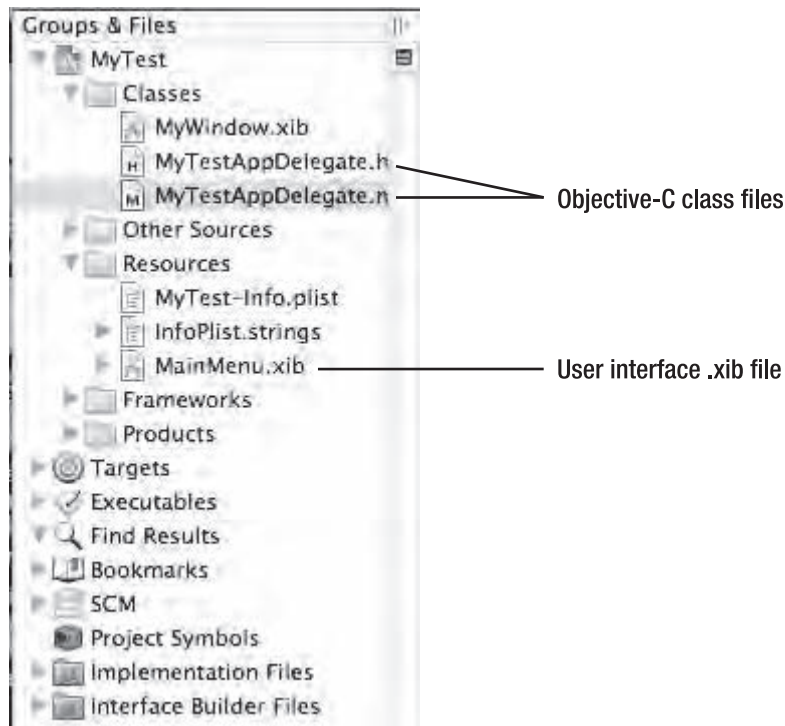 Groups & Files
MyTest
Classes
MyWindow.xib
MyTestAppDelegate.h
MyTestAppDelegate.m
Objective-C class files
Other Sources
Resources
MyTest-Info.plist
InfoPlist.strings
MainMenu.xib
User interface .xib file
Frameworks
Products
Targets
Executables
Find Results
Bookmarks
SCM
Project Symbols
Implementation Files
Interface Builder Files